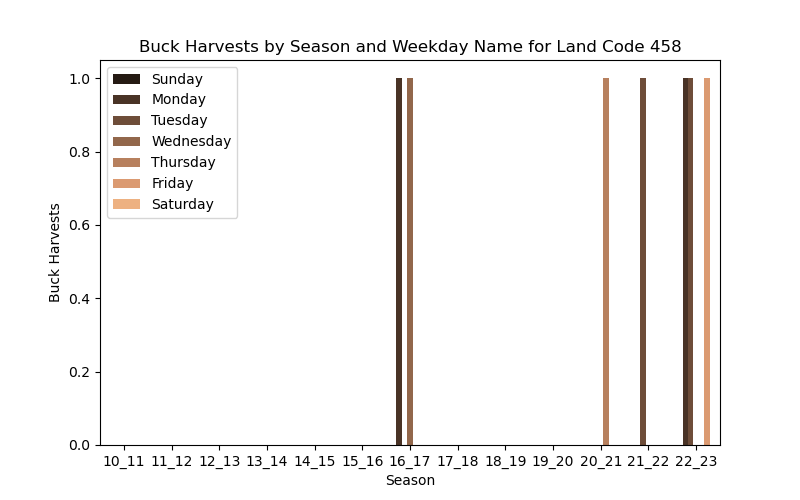 Buck Harvests by Season and Weekday Name for Land Code 458
Buck Harvests
1.0
0.8
0.6
0.4
0.2
0.0
Sunday
Monday
Tuesday
Wednesday
Thursday
Friday
Saturday
10_11 11_12 12_13 13_14 14_15 15_16 16_17 17_18 18_19 19_20 20_21 21_22 22_23
Season